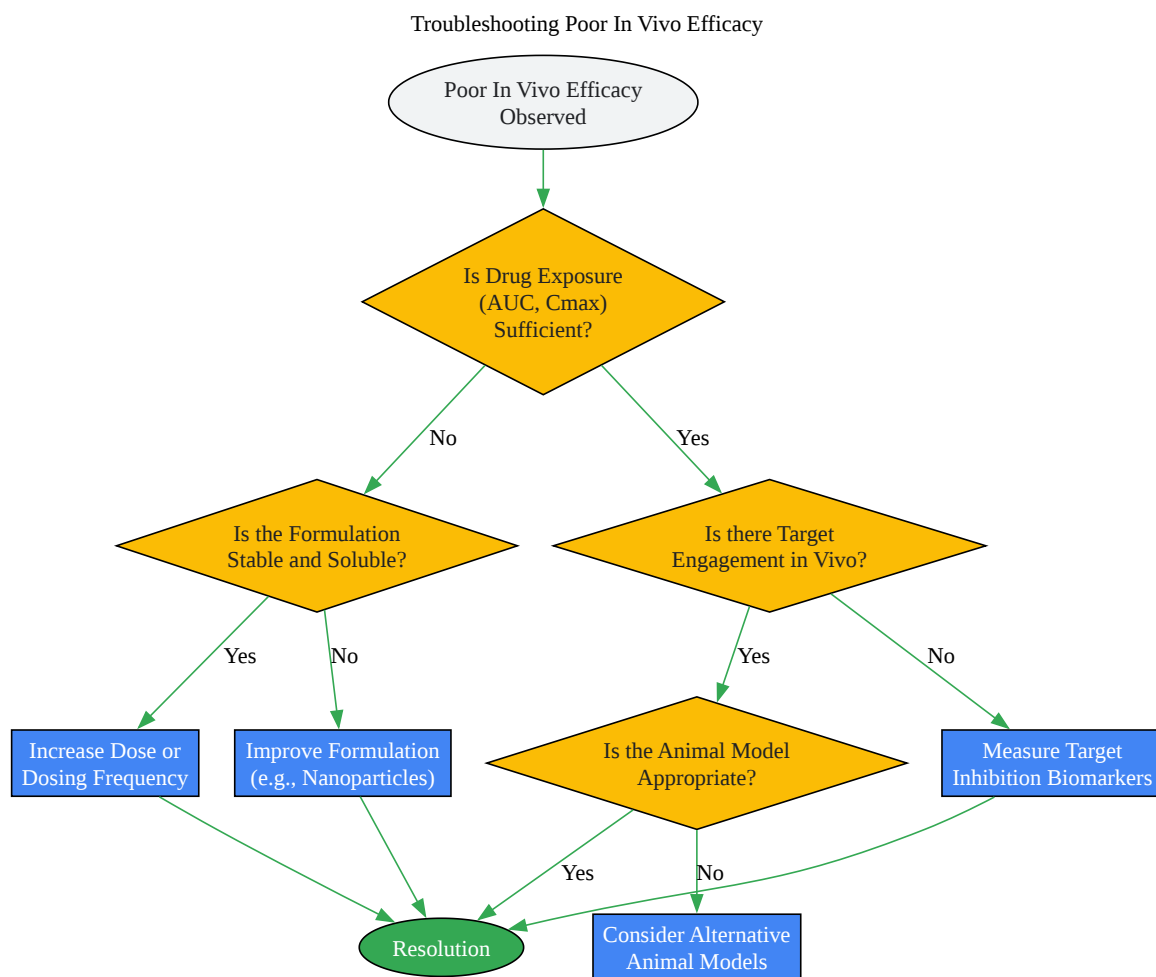 Troubleshooting Poor In Vivo Efficacy
Poor In Vivo Efficacy
Observed
Is Drug Exposure
(AUC, Cmax)
Sufficient?
No
Yes
Is the Formulation
Stable and Soluble?
Is there Target
Engagement in Vivo?
Yes
No
Yes
No
Increase Dose or
Dosing Frequency
Improve Formulation
(e.g., Nanoparticles)
Is the Animal Model
Appropriate?
Measure Target
Inhibition Biomarkers
Yes
No
Resolution
Consider Alternative
Animal Models